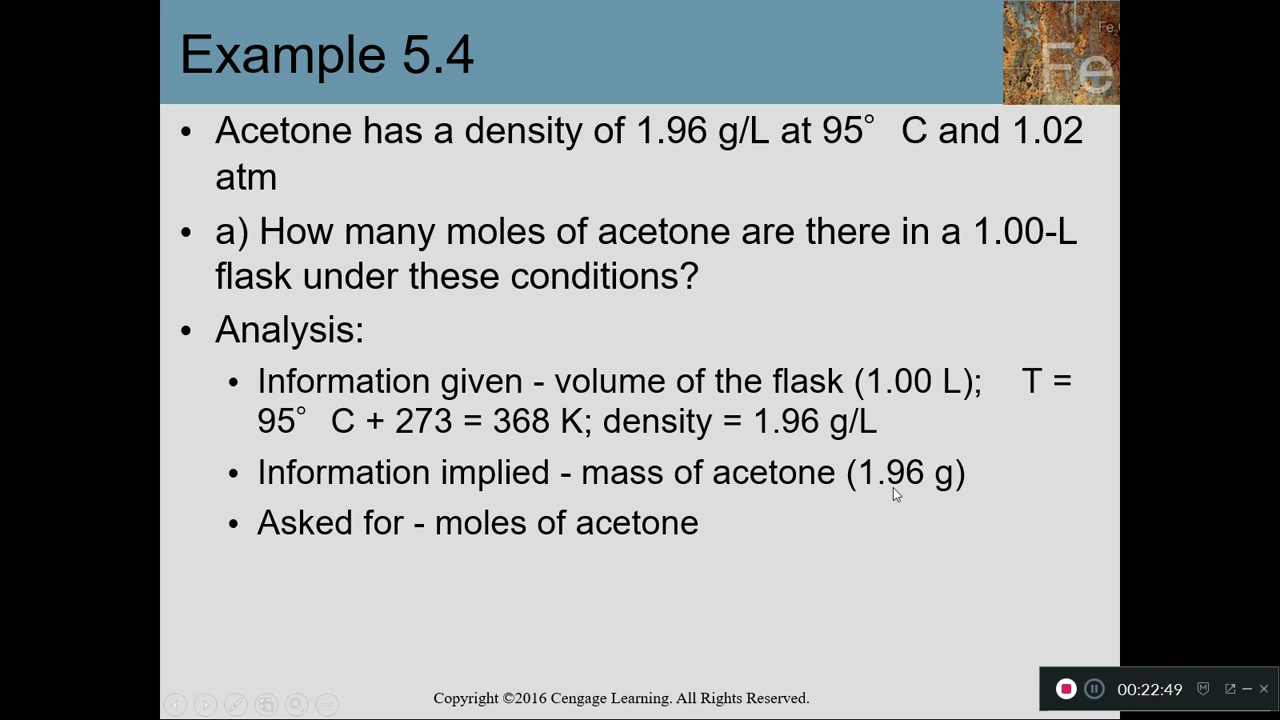 Example 5.4
Fe
Fe
• Acetone has a density of 1.96 g/L at 95° C and 1.02
atm
• a) How many moles of acetone are there in a 1.00-L
flask under these conditions?
• Analysis:
• Information given - volume of the flask (1.00 L); T =
95° C + 273 = 368 K; density = 1.96 g/L
• Information implied - mass of acetone (1.96 g)
• Asked for - moles of acetone
Copyright ©2016 Cengage Learning. All Rights Reserved.
00:22:49